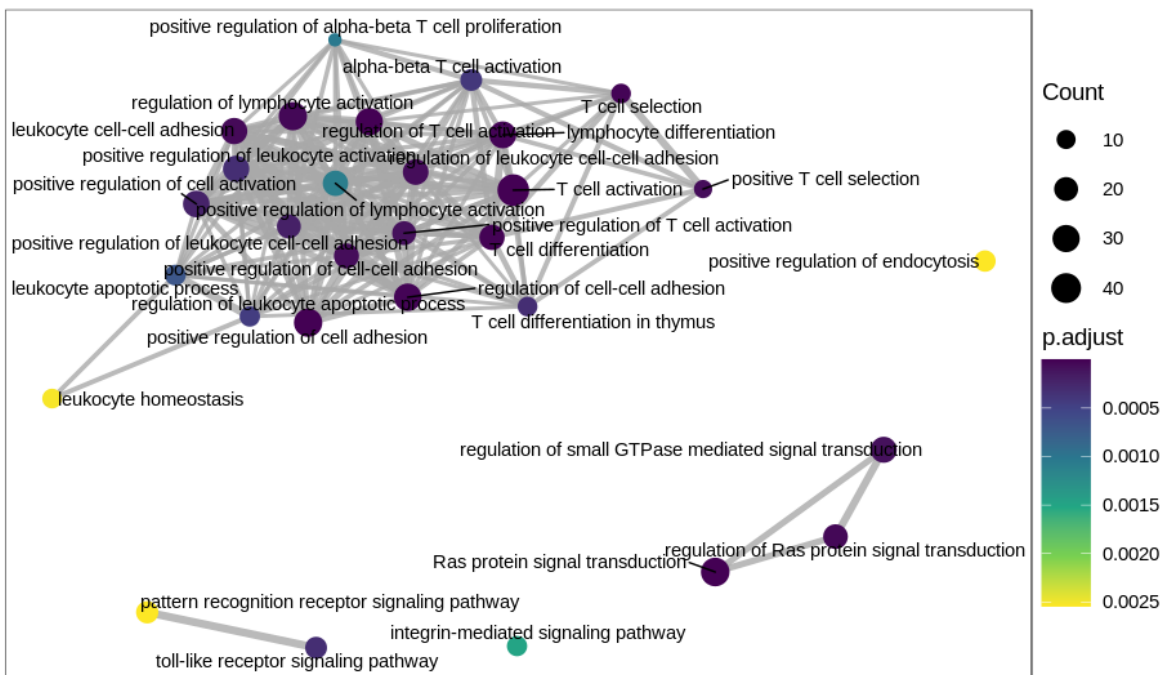 positive regulation of alpha-beta T cell proliferation
alpha-beta T cell activation
regulation of lymphocyte activation
T cell selection
leukocyte cell-cell adhesion
regulation of T cell activation
lymphocyte differentiation
positive regulation of leukocyte activation
regulation of leukocyte cell-cell adhesion
positive regulation of cell activation
T cell activation
positive T cell selection
positive regulation of lymphocyte activation
positive regulation of T cell activation
positive regulation of leukocyte cell-cell adhesion
T cell differentiation
positive regulation of endocytosis
positive regulation of cell-cell adhesion
leukocyte apoptotic process
regulation of cell-cell adhesion
regulation of leukocyte apoptotic process
T cell differentiation in thymus
positive regulation of cell adhesion
leukocyte homeostasis
regulation of small GTPase mediated signal transduction
regulation of Ras protein signal transduction
Ras protein signal transduction
pattern recognition receptor signaling pathway
integrin-mediated signaling pathway
toll-like receptor signaling pathway
Count
10
20
30
40
p.adjust
0.0005
0.0010
0.0015
0.0020
0.0025